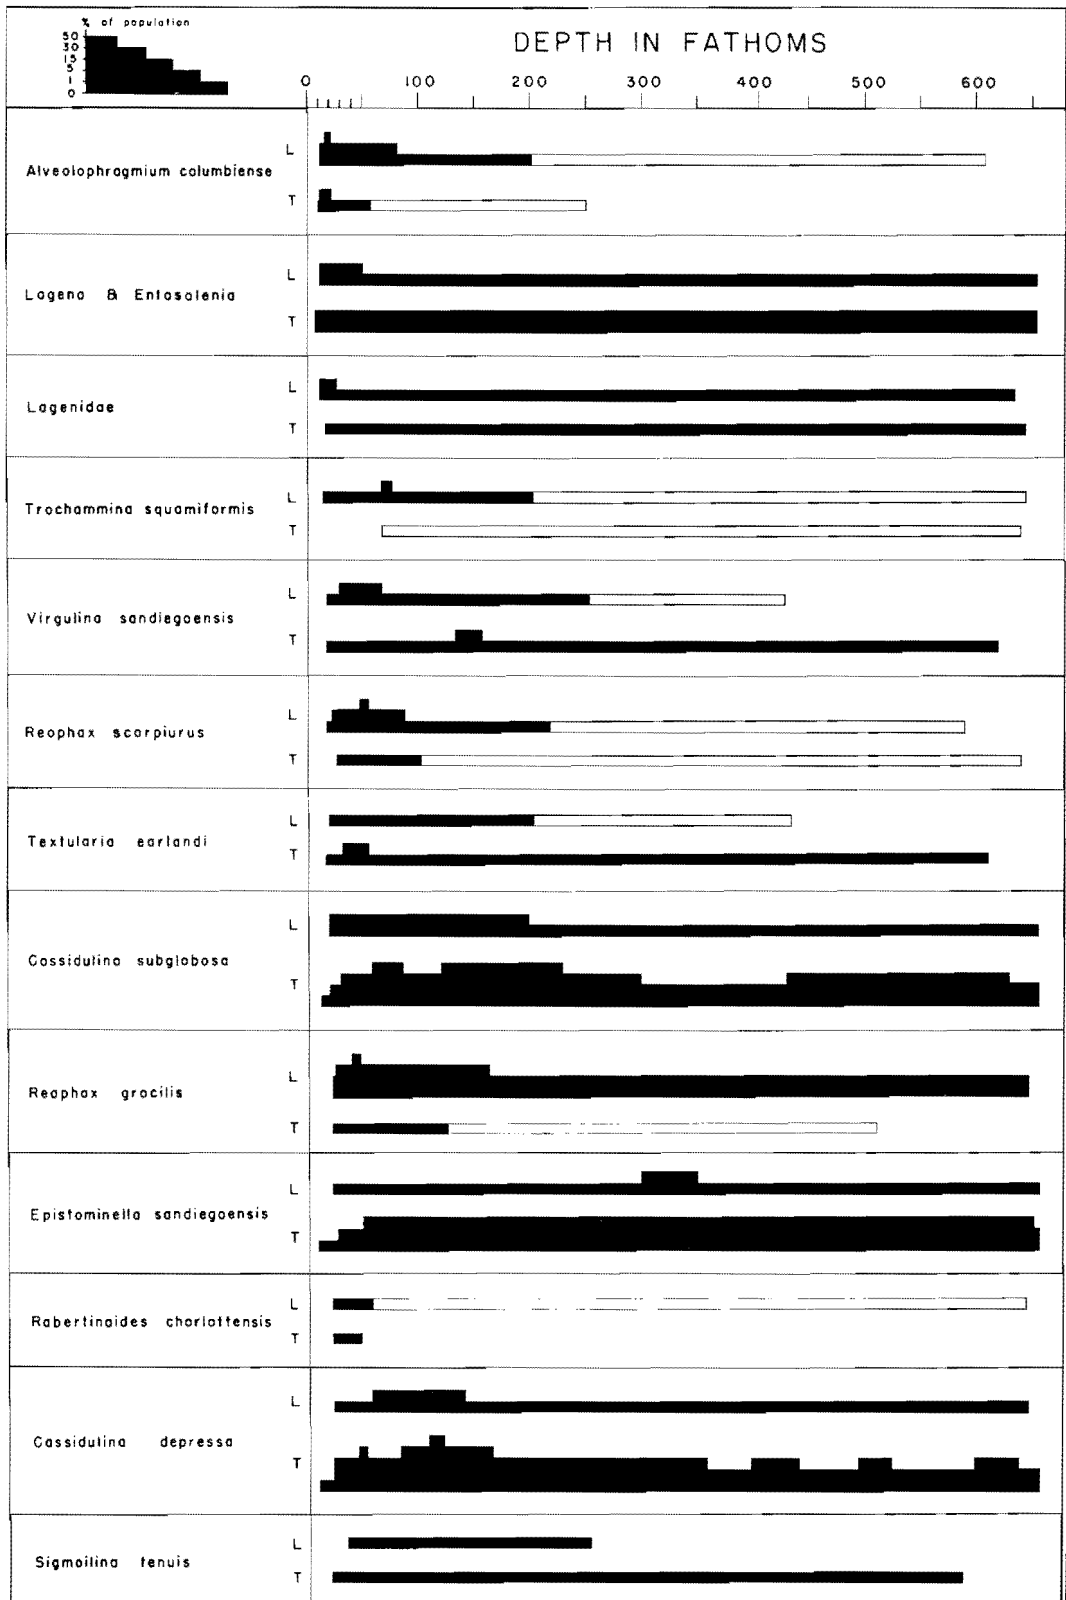 % of population
DEPTH IN FATHOMS
50
30
15
5
1
0
0 100 200 300 400 500 600
Alveolophragmium columbiense
L
T
Lagena & Entosolenia
L
T
Lagenidae
L
T
Trochammina squamiformis
L
T
Virgulina sandiegoensis
L
T
Reophax scorpiurus
L
T
Textularia earlandi
L
T
Cassidulina subglobosa
L
T
Reophax gracilis
L
T
Epistominella sandiegoensis
L
T
Robertinoides charlottensis
L
T
Cassidulina depressa
L
T
Sigmoilina tenuis
L
T